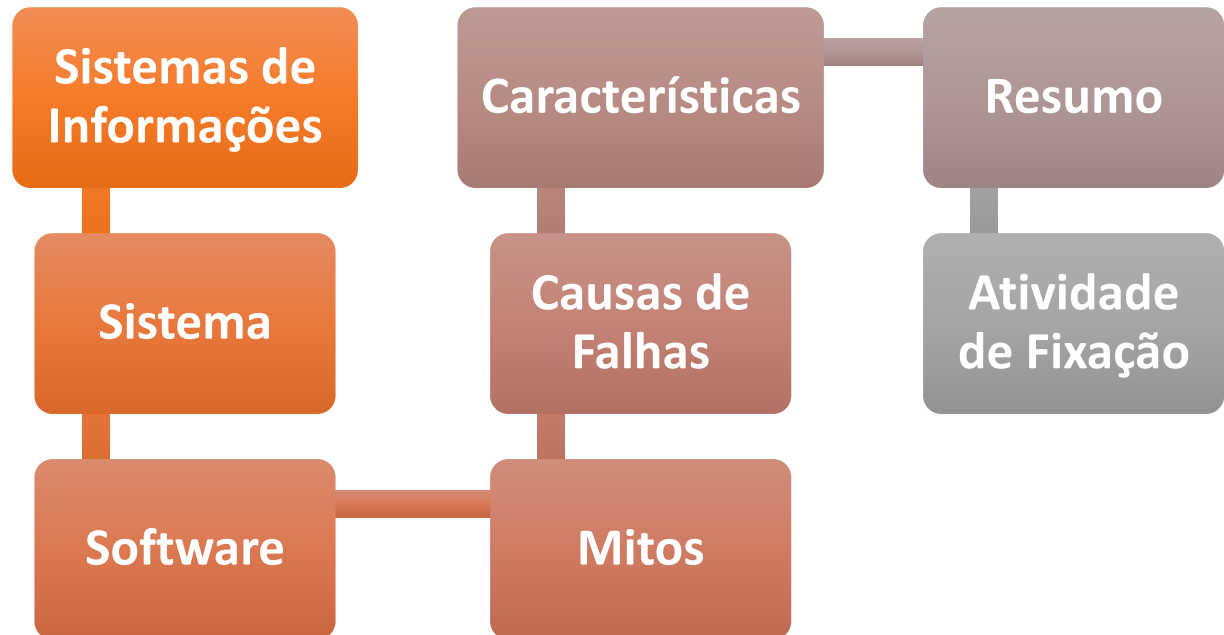 Sistemas de
Informações
Sistema
Software
Mitos
Causas de
Falhas
Características
Resumo
Atividade
de Fixação